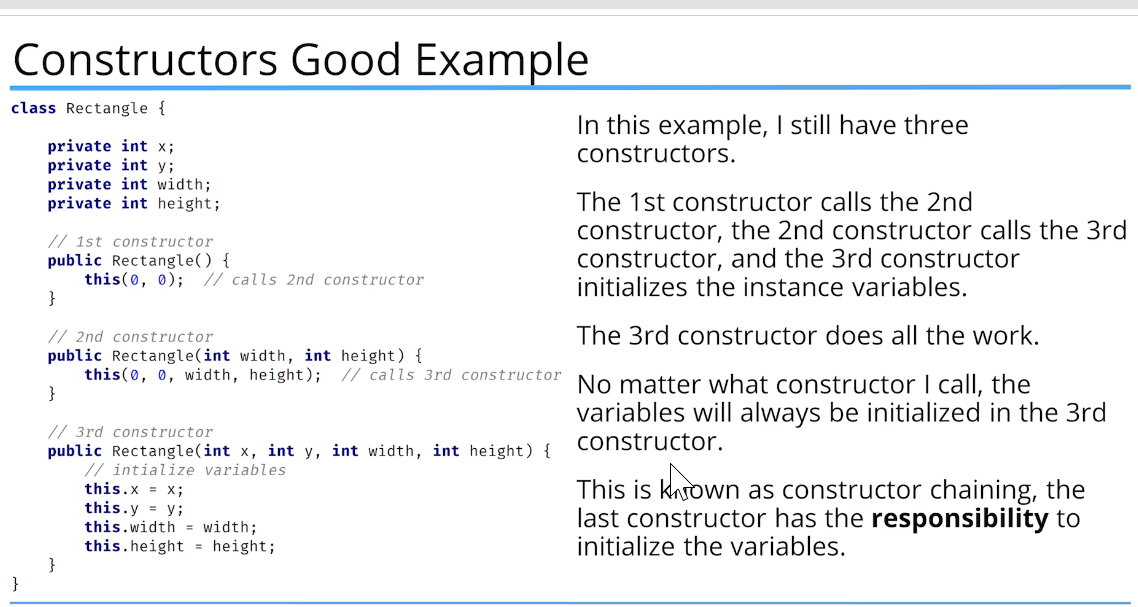 Constructors Good Example
class Rectangle {
private int x;
private int y;
private int width;
private int height;
// 1st constructor
public Rectangle() {
this(0, 0);  // calls 2nd constructor
}
// 2nd constructor
public Rectangle(int width, int height) {
this(0, 0, width, height);  // calls 3rd constructor
}
// 3rd constructor
public Rectangle(int x, int y, int width, int height) {
// intialize variables
this.x = x;
this.y = y;
this.width = width;
this.height = height;
}
}
In this example, I still have three
constructors.
The 1st constructor calls the 2nd
constructor, the 2nd constructor calls the 3rd
constructor, and the 3rd constructor
initializes the instance variables.
The 3rd constructor does all the work.
No matter what constructor I call, the
variables will always be initialized in the 3rd
constructor.
This is known as constructor chaining, the
last constructor has the responsibility to
initialize the variables.